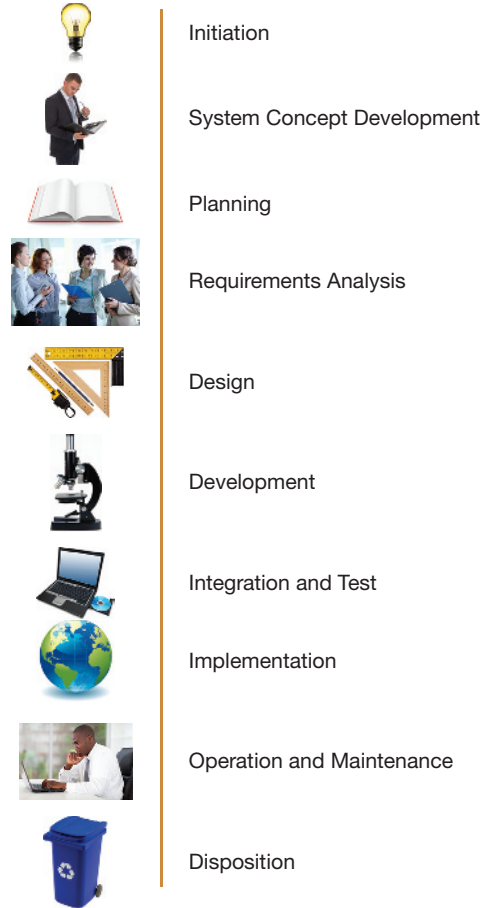 Initiation
System Concept Development
Planning
Requirements Analysis
Design
Development
Integration and Test
Implementation
Operation and Maintenance
Disposition